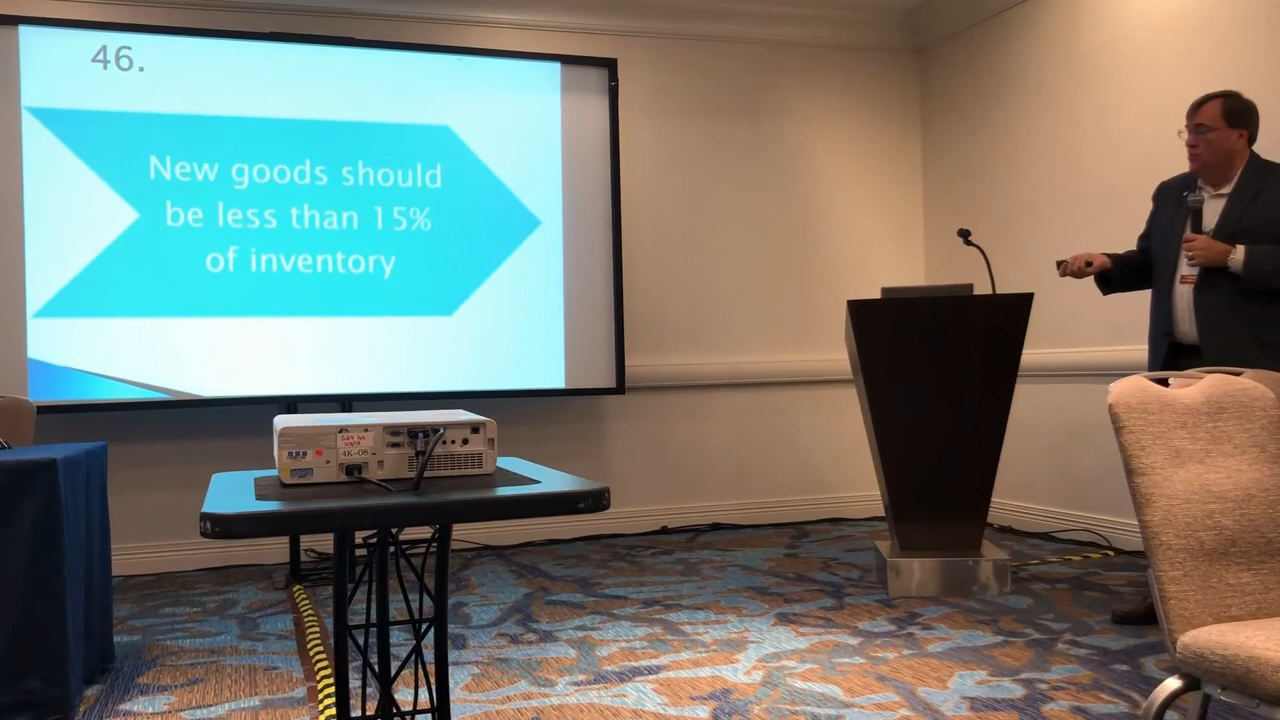 46.
New goods should
be less than 15%
of inventory
4K-08